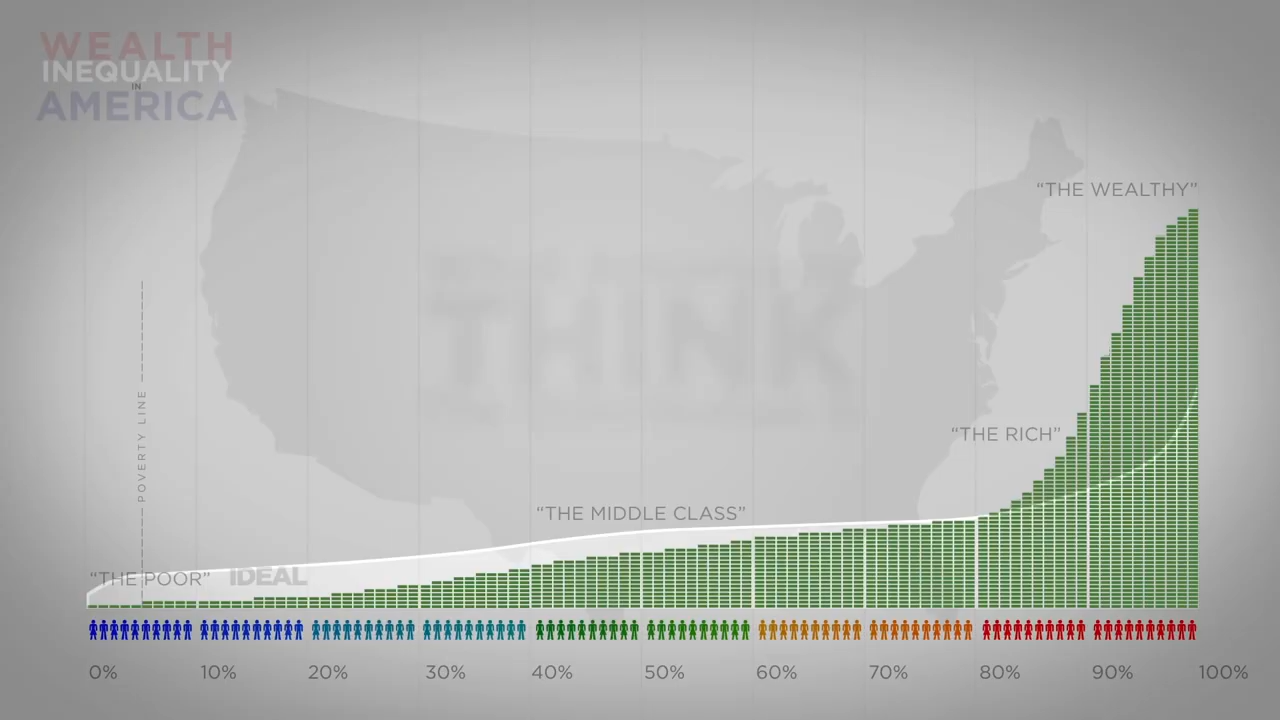 WEALTH
INEQUALITY
IN
AMERICA
“THE WEALTHY”
THINK
POVERTY LINE
“THE RICH”
“THE MIDDLE CLASS”
“THE POOR” IDEAL
0% 10% 20% 30% 40% 50% 60% 70% 80% 90% 100%